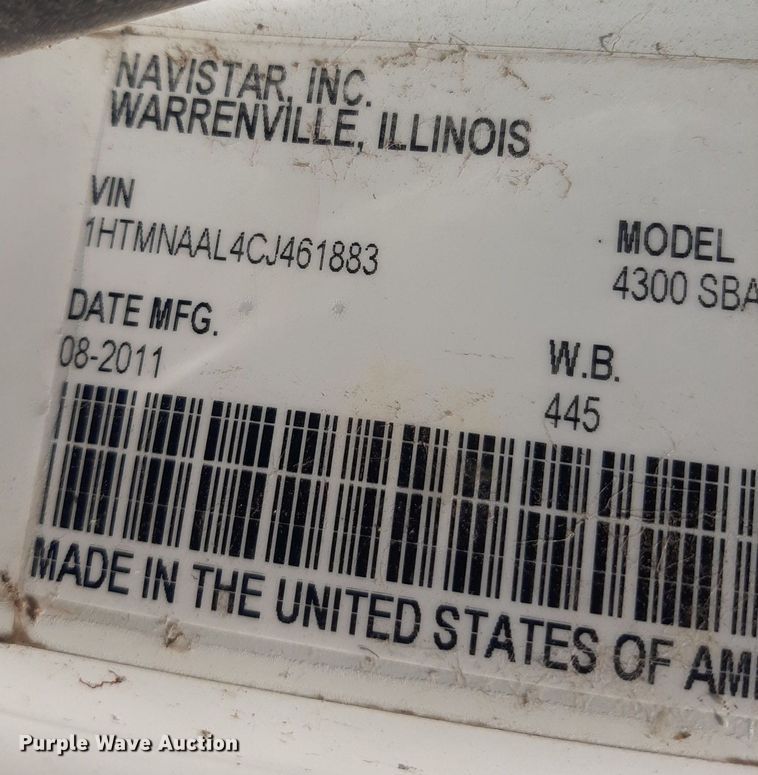 NAVISTAR, INC.
WARRENVILLE, ILLINOIS
VIN
1HTMNAAL4CJ461883
MODEL
4300 SBA
DATE MFG.
08-2011
W.B.
445
MADE IN THE UNITED STATES OF AME
Purple Wave Auction